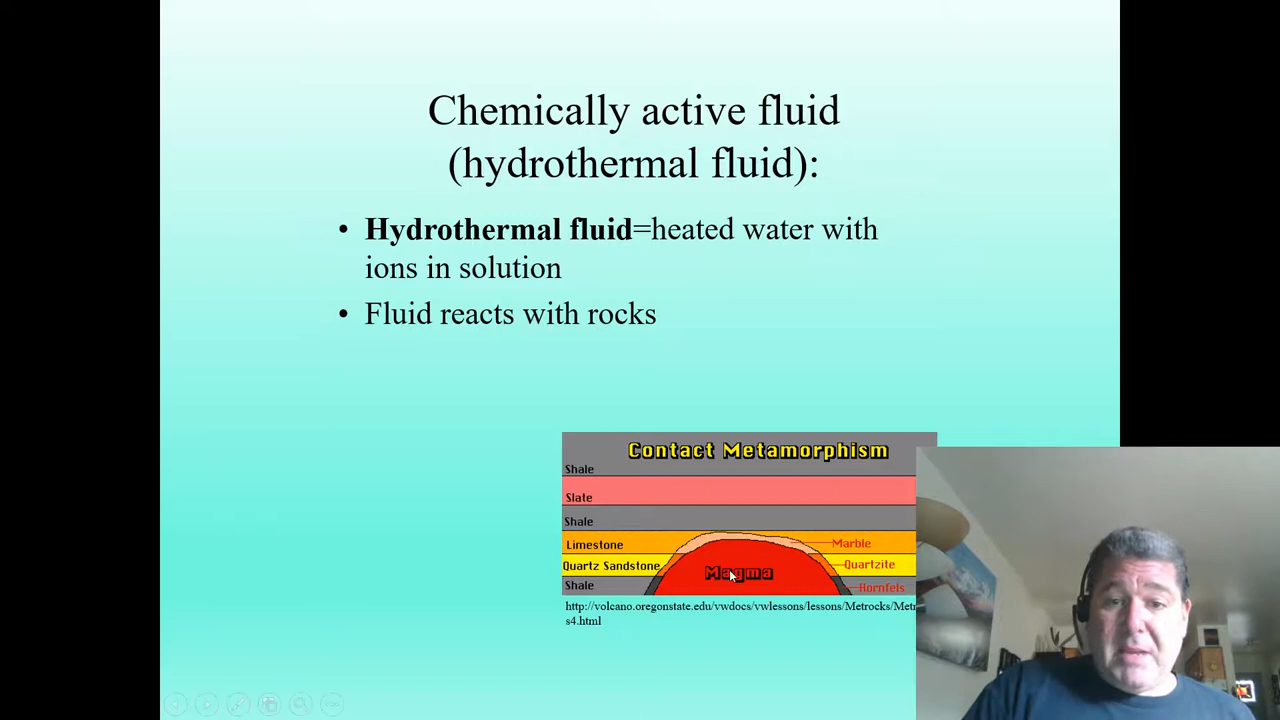 Chemically active fluid
(hydrothermal fluid):
• Hydrothermal fluid=heated water with
ions in solution
• Fluid reacts with rocks
Contact Metamorphism
Shale
Slate
Shale
Limestone
Marble
Quartz Sandstone
Quartzite
Magma
Shale
Hornfels
http://volcano.oregonstate.edu/vwdocs/vwlessons/lessons/Metrocks/Metr
s4.html